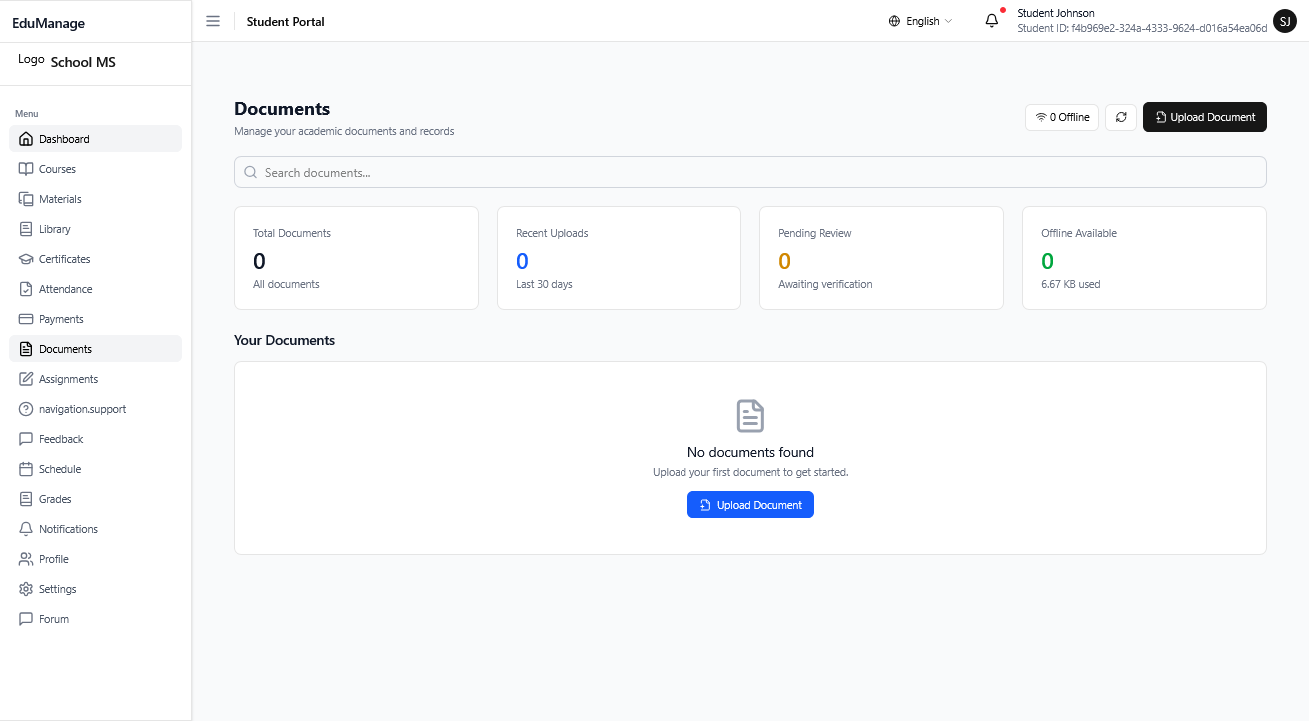 EduManage
Student Portal
English
Student Johnson
Student ID: f4b969e2-324a-4333-9624-d016a54ea06d
SJ
Logo
School MS
Menu
Dashboard
Courses
Materials
Library
Certificates
Attendance
Payments
Documents
Assignments
navigation.support
Feedback
Schedule
Grades
Notifications
Profile
Settings
Forum
Documents
Manage your academic documents and records
0 Offline
Upload Document
Search documents...
Total Documents
0
All documents
Recent Uploads
0
Last 30 days
Pending Review
0
Awaiting verification
Offline Available
0
6.67 KB used
Your Documents
No documents found
Upload your first document to get started.
Upload Document